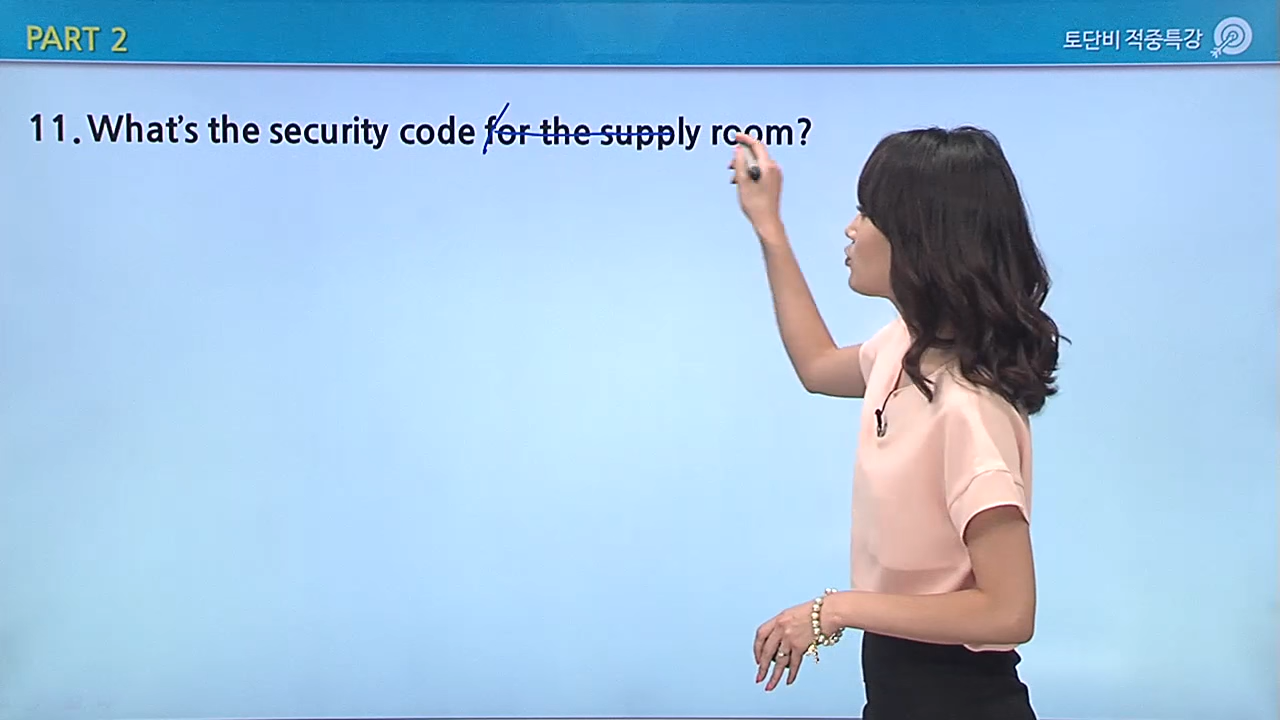 PART 2
토단비 적중특강
11. What's the security code for the supply room?